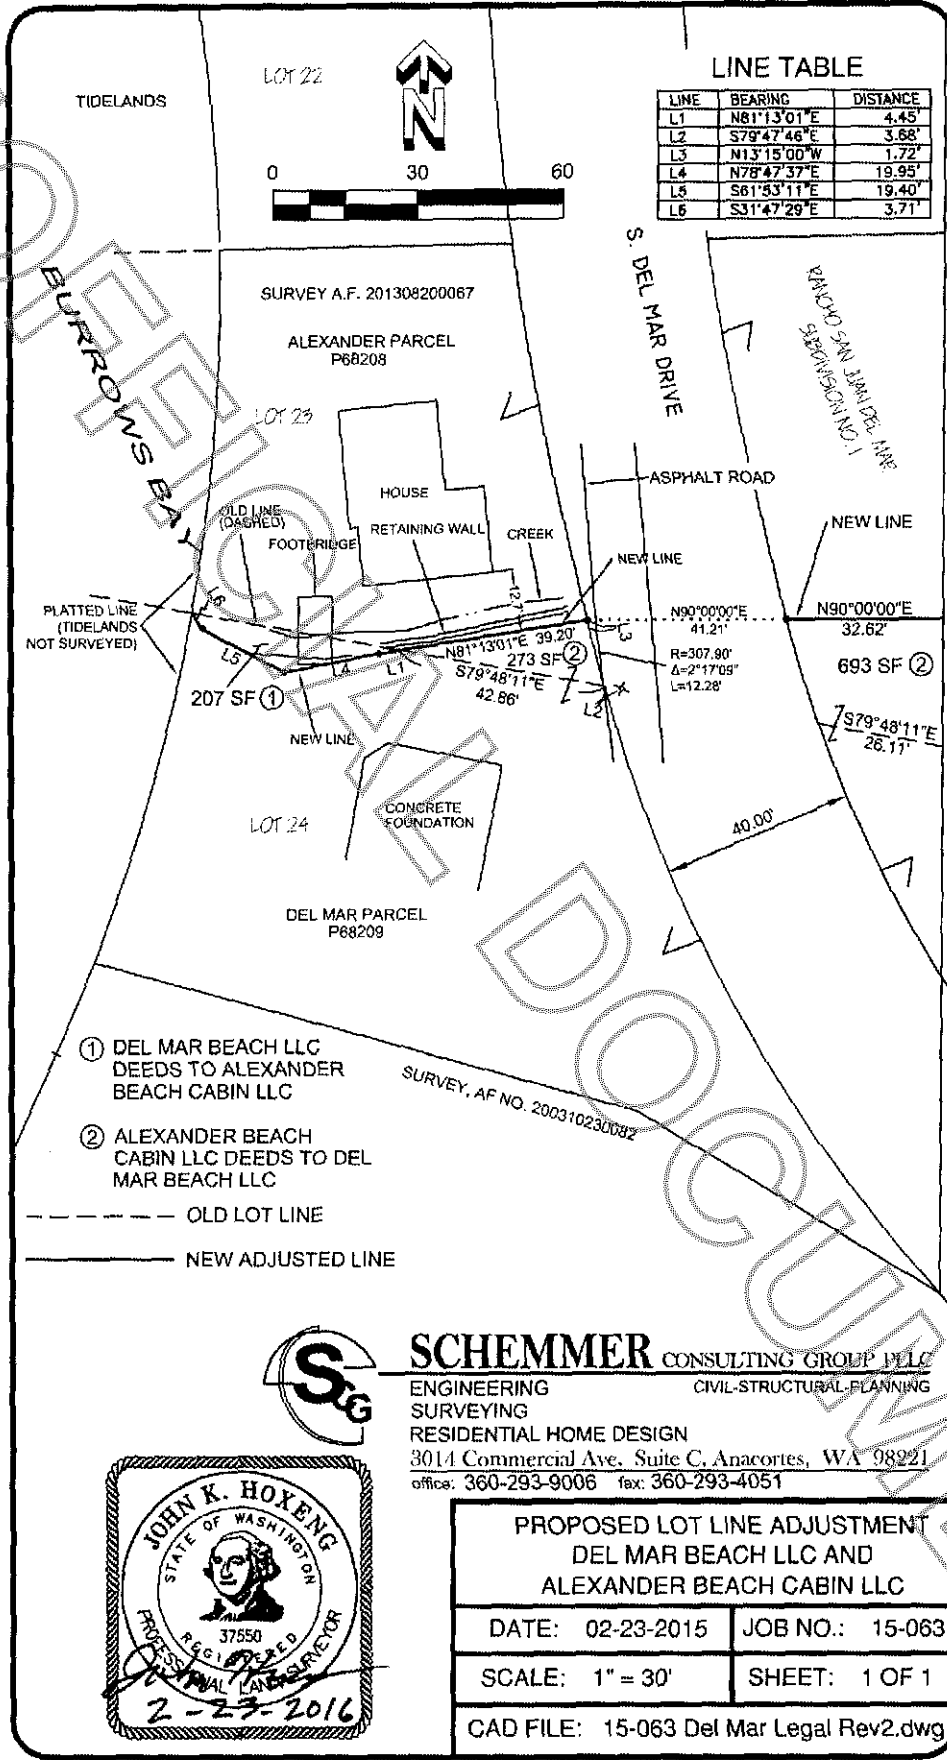 TIDELANDS
LOT 22
N
0 30 60
LINE TABLE
LINE BEARING DISTANCE
L1 N81°13'01"E 4.45'
L2 S79°47'46"E 3.68'
L3 N13°15'00"W 1.72'
L4 N78°47'37"E 19.95'
L5 S61°53'11"E 19.40'
L6 S31°47'29"E 3.71'
BURROWS BAY
SURVEY A.F. 201308200067
ALEXANDER PARCEL
P68208
LOT 23
S. DEL MAR DRIVE
RANCHO SAN JUAN DEL MAR
SUBDIVISION NO. 1
HOUSE
ASPHALT ROAD
OLD LINE
(DASHED)
FOOTBRIDGE
RETAINING WALL
CREEK
NEW LINE
NEW LINE
PLATTED LINE
(TIDELANDS
NOT SURVEYED)
L6
L5
L4
L1
12.7'
N81°13'01"E 39.20'
S79°48'11"E
42.86'
273 SF ②
L3
L2
N90°00'00"E
41.21'
R=307.90'
Δ=2°17'09"
L=12.28'
N90°00'00"E
32.62'
693 SF ②
S79°48'11"E
26.11'
207 SF ①
NEW LINE
40.00'
LOT 24
CONCRETE
FOUNDATION
DEL MAR PARCEL
P68209
SURVEY, AF NO. 200310230082
① DEL MAR BEACH LLC
DEEDS TO ALEXANDER
BEACH CABIN LLC
② ALEXANDER BEACH
CABIN LLC DEEDS TO DEL
MAR BEACH LLC
OLD LOT LINE
NEW ADJUSTED LINE
SCG
SCHEMMER CONSULTING GROUP PLLC
ENGINEERING CIVIL-STRUCTURAL-PLANNING
SURVEYING
RESIDENTIAL HOME DESIGN
3014 Commercial Ave, Suite C, Anacortes, WA 98221
office: 360-293-9006 fax: 360-293-4051
JOHN K. HOXENG
STATE OF WASHINGTON
37550
REGISTERED
PROFESSIONAL LAND SURVEYOR
2-23-2016
PROPOSED LOT LINE ADJUSTMENT
DEL MAR BEACH LLC AND
ALEXANDER BEACH CABIN LLC
DATE: 02-23-2015 JOB NO.: 15-063
SCALE: 1" = 30' SHEET: 1 OF 1
CAD FILE: 15-063 Del Mar Legal Rev2.dwg